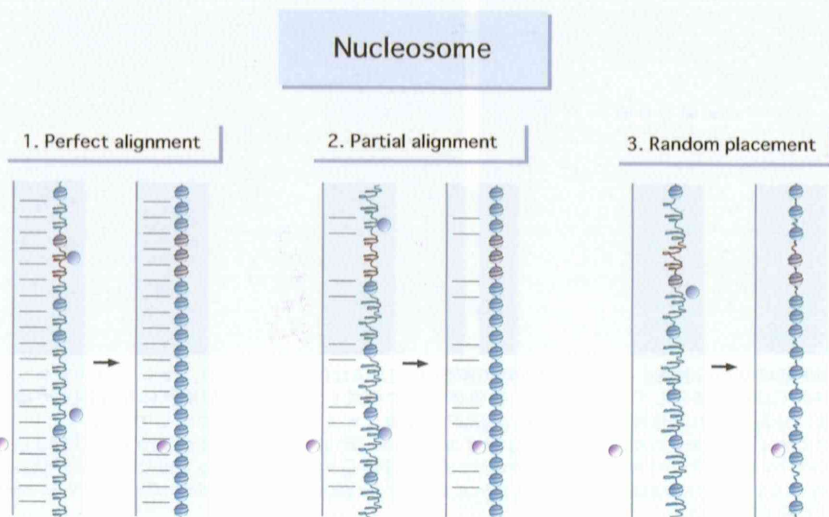 Nucleosome
1. Perfect alignment
2. Partial alignment
3. Random placement